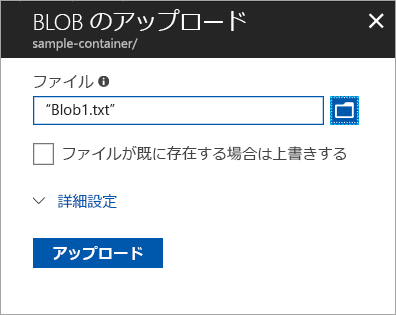 BLOB のアップロード
sample-container/
ファイル
“Blob1.txt”
ファイルが既に存在する場合は上書きする
詳細設定
アップロード